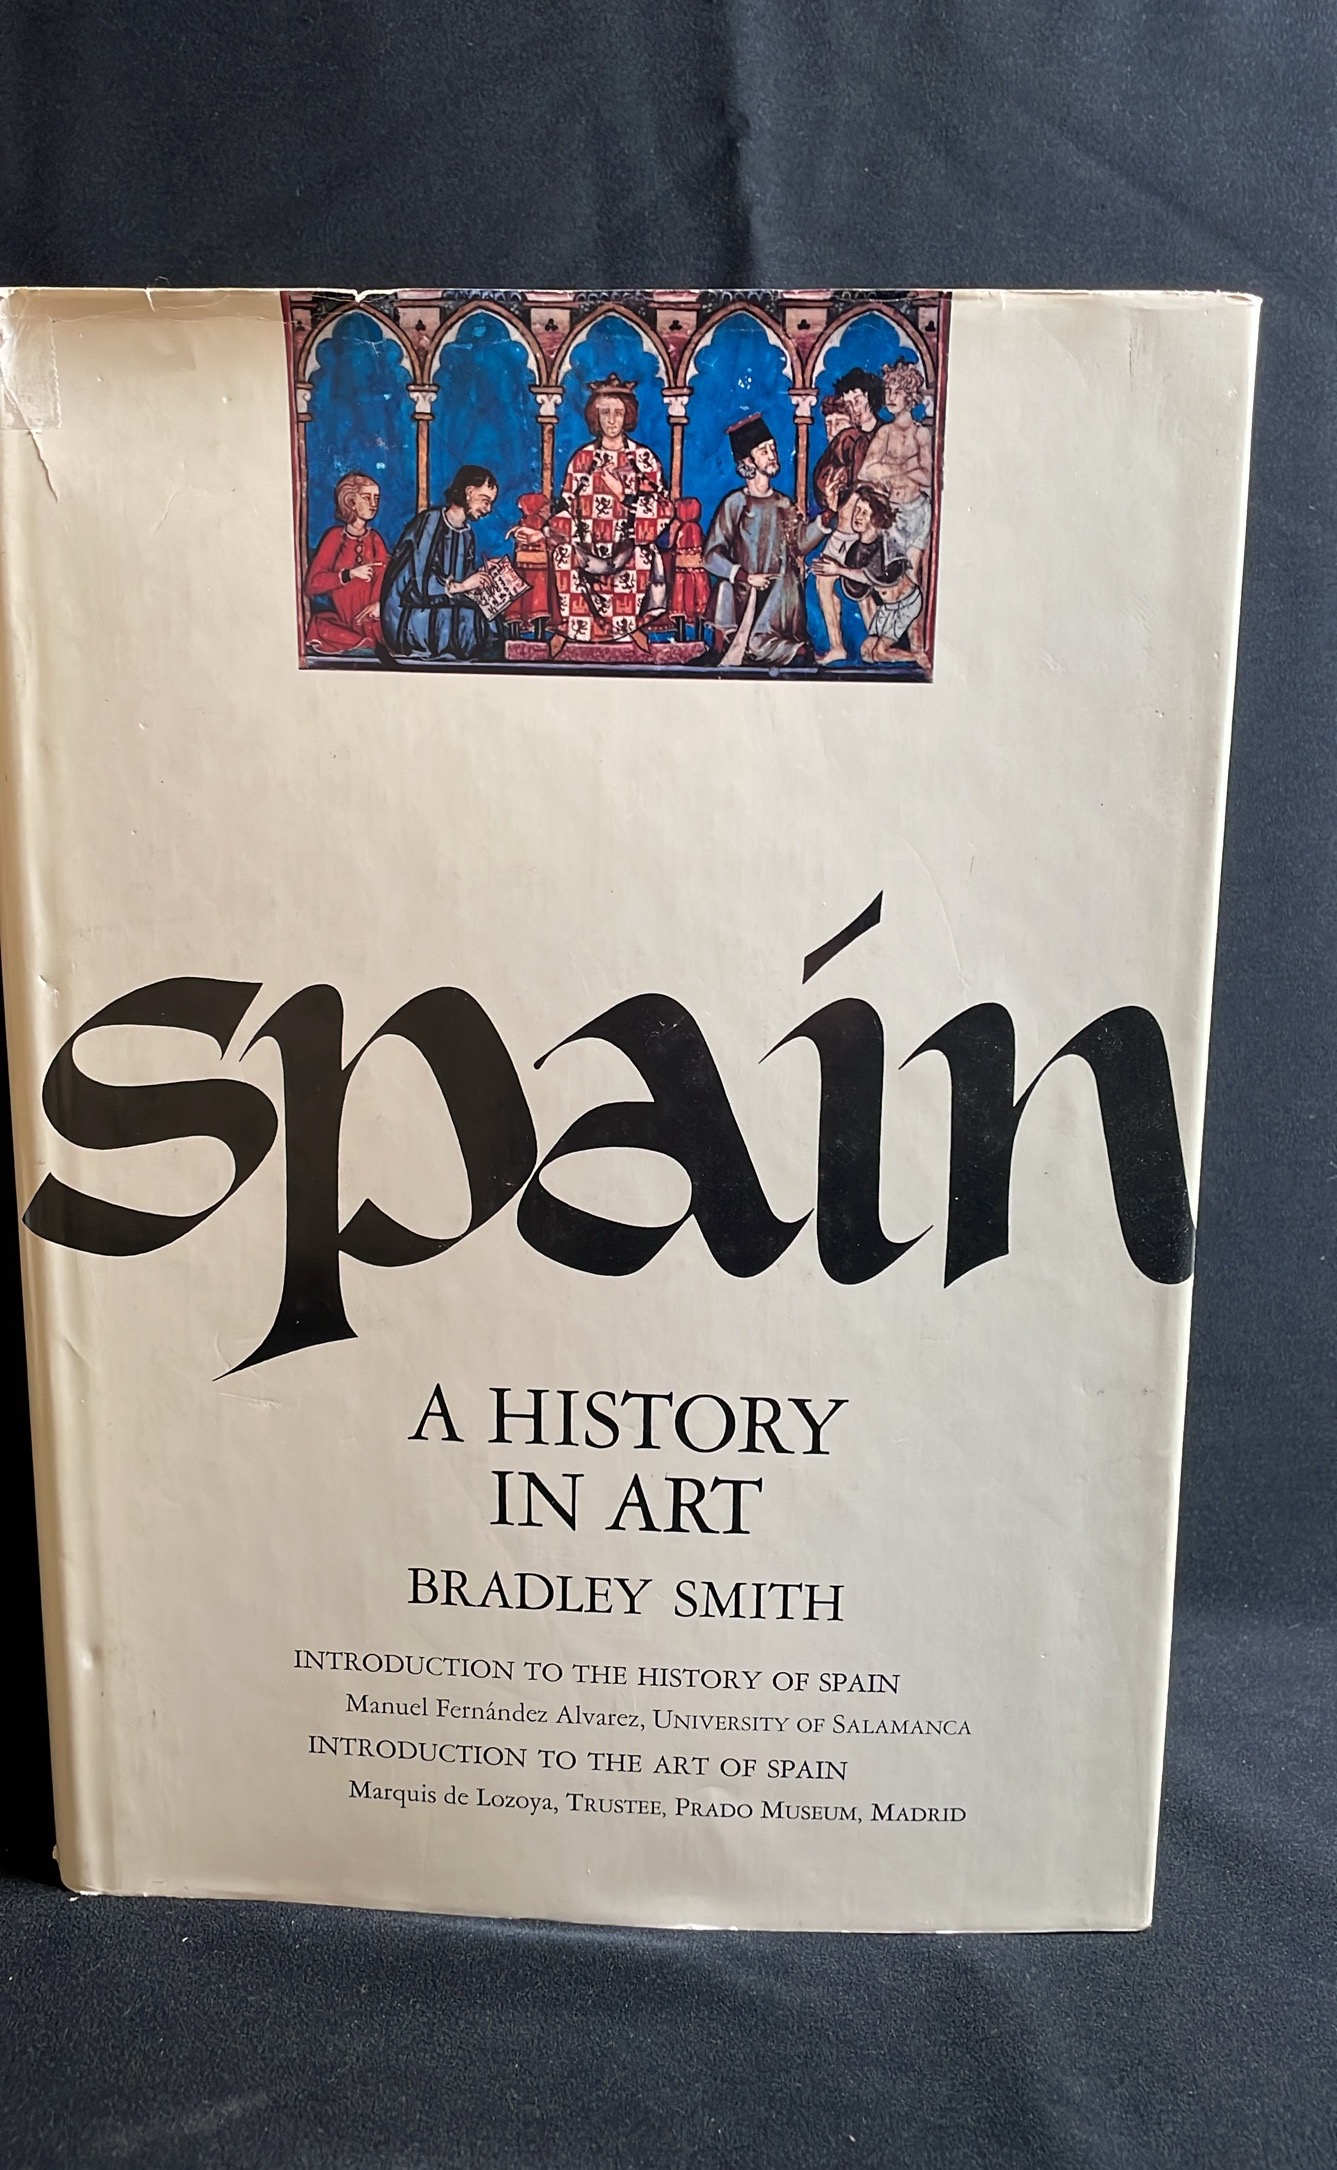 spain
A HISTORY
IN ART
BRADLEY SMITH
INTRODUCTION TO THE HISTORY OF SPAIN
Manuel Fernández Alvarez, UNIVERSITY OF SALAMANCA
INTRODUCTION TO THE ART OF SPAIN
Marquis de Lozoya, TRUSTEE, PRADO MUSEUM, MADRID